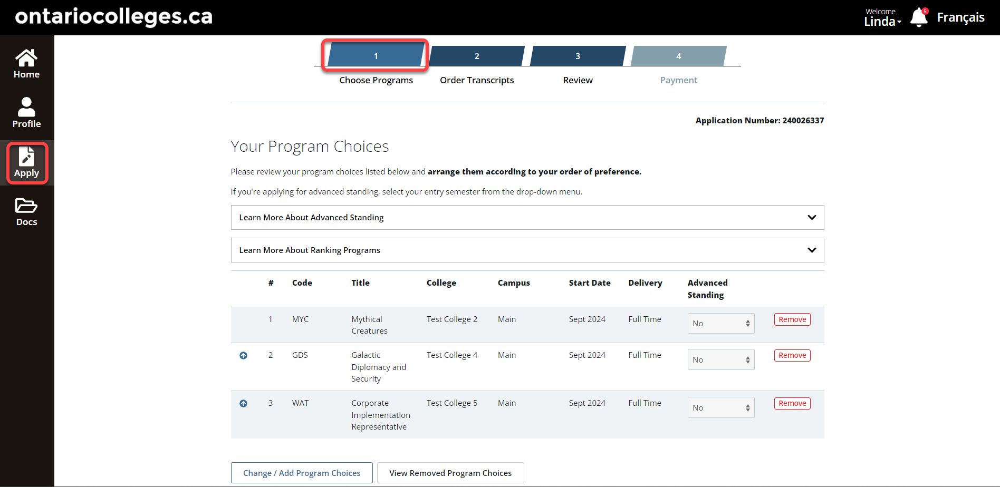 ontariocolleges.ca
Welcome
Linda
5
Français
Home
Profile
Apply
Docs
1
2
3
4
Choose Programs
Order Transcripts
Review
Payment
Application Number: 240026337
Your Program Choices
Please review your program choices listed below and arrange them according to your order of preference.
If you're applying for advanced standing, select your entry semester from the drop-down menu.
Learn More About Advanced Standing
Learn More About Ranking Programs
# Code Title College Campus Start Date Delivery Advanced
Standing
1 MYC Mythical Test College 2 Main Sept 2024 Full Time No Remove
Creatures
2 GDS Galactic Test College 4 Main Sept 2024 Full Time No Remove
Diplomacy and
Security
3 WAT Corporate Test College 5 Main Sept 2024 Full Time No Remove
Implementation
Representative
Change / Add Program Choices
View Removed Program Choices